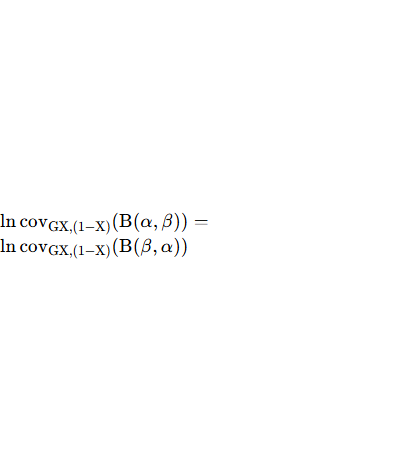 ln cov_{GX,(1−X)}(B(α, β)) =
ln cov_{GX,(1−X)}(B(β, α))